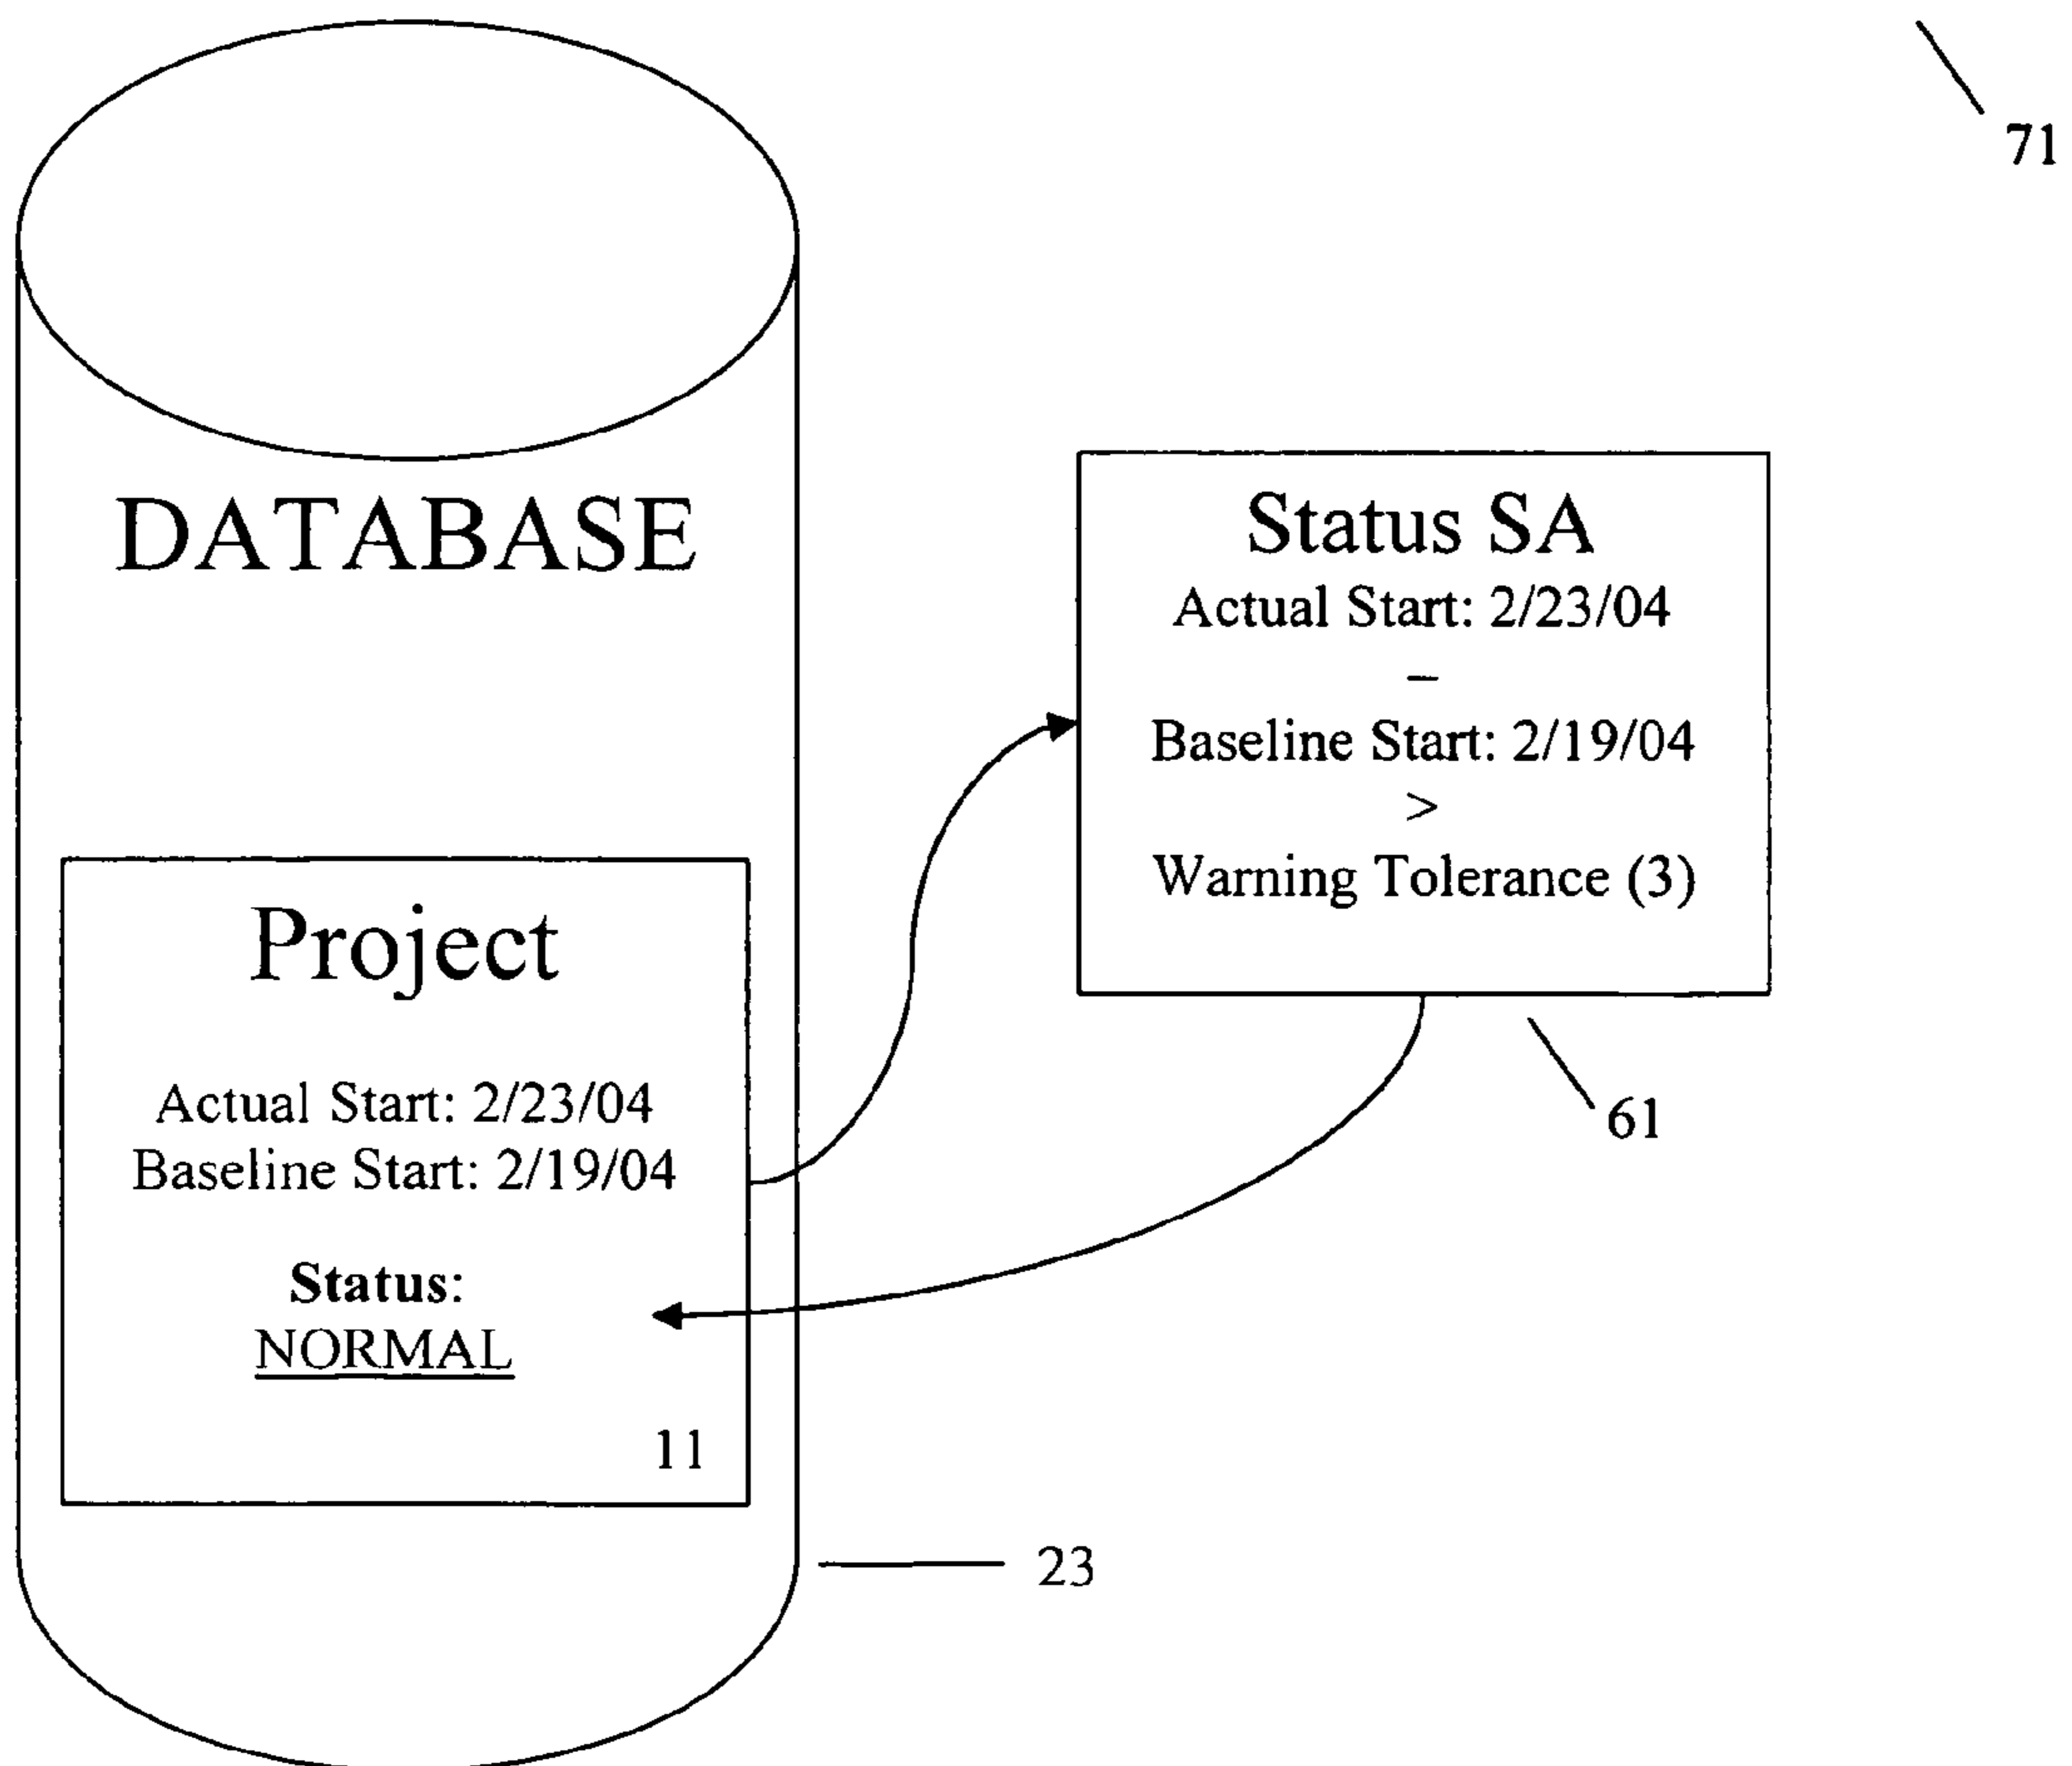 71
DATABASE
Status SA
Actual Start: 2/23/04
–
Baseline Start: 2/19/04
>
Warning Tolerance (3)
61
Project
Actual Start: 2/23/04
Baseline Start: 2/19/04
Status:
NORMAL
11
23